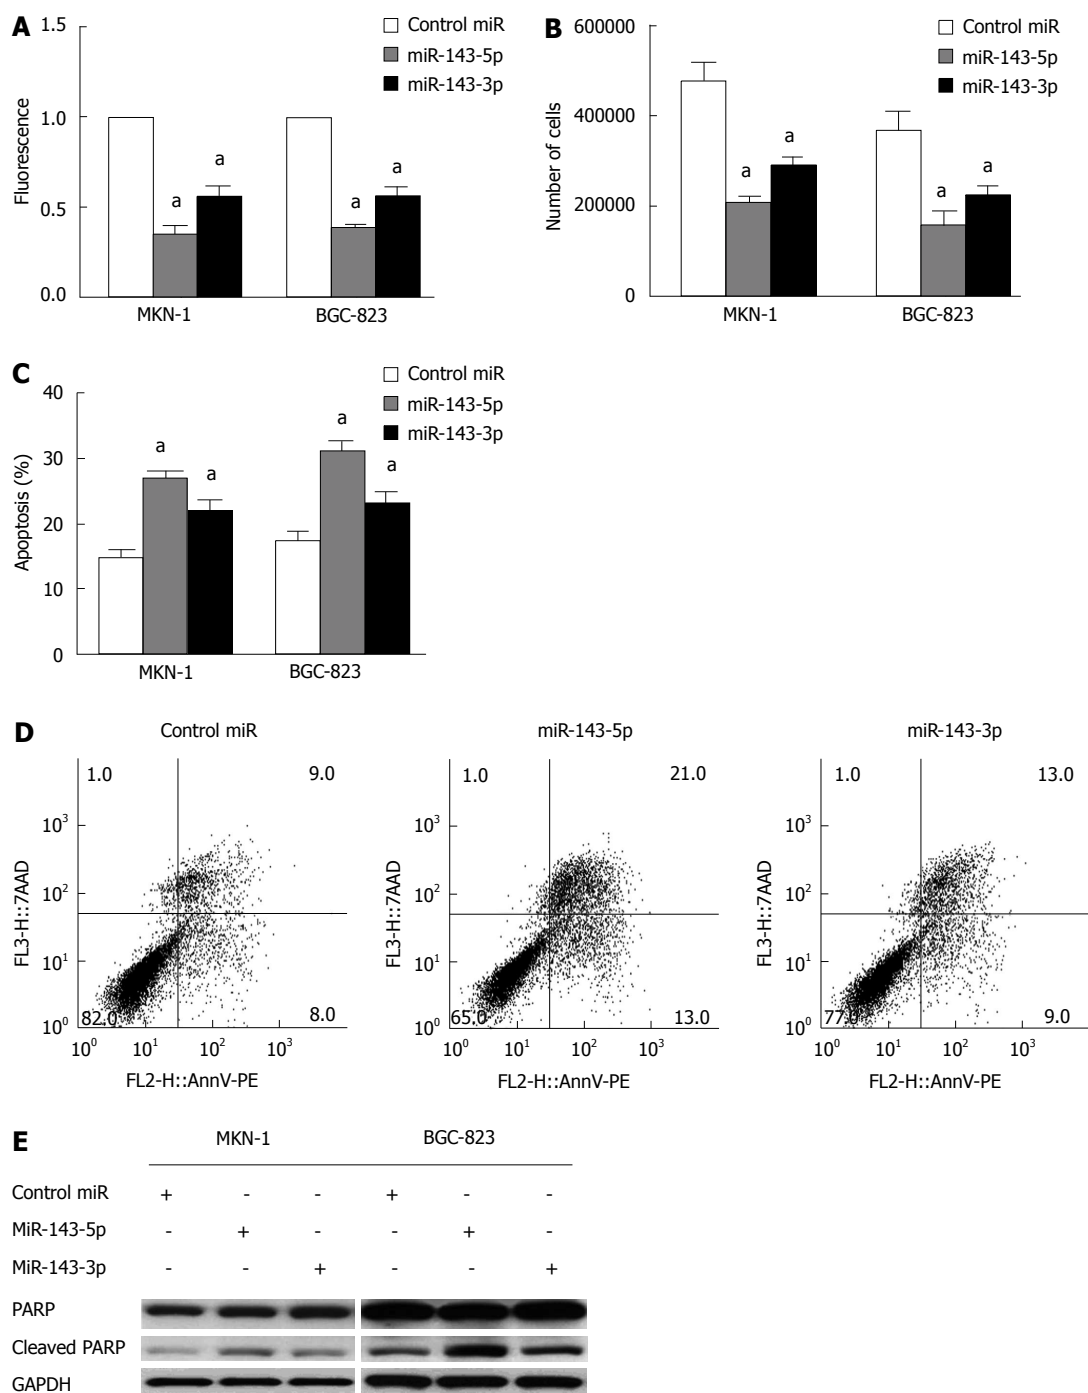 A
1.5
1.0
0.5
0.0
Fluorescence
Control miR
miR-143-5p
miR-143-3p
a
a
a
a
MKN-1
BGC-823
B
600000
400000
200000
0
Number of cells
Control miR
miR-143-5p
miR-143-3p
a
a
a
a
MKN-1
BGC-823
C
40
30
20
10
0
Apoptosis (%)
Control miR
miR-143-5p
miR-143-3p
a
a
a
a
MKN-1
BGC-823
D
Control miR
1.0
9.0
82.0
8.0
10³
10²
10¹
10⁰
FL3-H::7AAD
10⁰ 10¹ 10² 10³
FL2-H::AnnV-PE
miR-143-5p
1.0
21.0
65.0
13.0
10³
10²
10¹
10⁰
FL3-H::7AAD
10⁰ 10¹ 10² 10³
FL2-H::AnnV-PE
miR-143-3p
1.0
13.0
77.0
9.0
10³
10²
10¹
10⁰
FL3-H::7AAD
10⁰ 10¹ 10² 10³
FL2-H::AnnV-PE
E
MKN-1 BGC-823
Control miR + - - + - -
MiR-143-5p - + - - + -
MiR-143-3p - - + - - +
PARP
Cleaved PARP
GAPDH